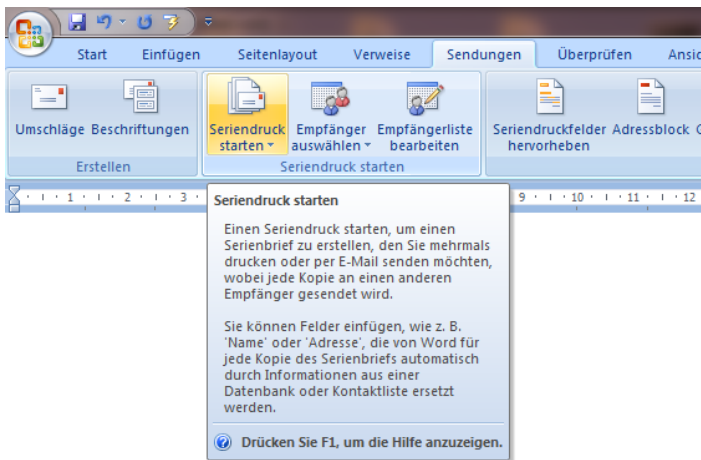 Start Einfügen Seitenlayout Verweise Sendungen Überprüfen Ansic
Umschläge Beschriftungen
Seriendruck starten
Empfänger auswählen
Empfängerliste bearbeiten
Seriendruckfelder hervorheben
Adressblock
Erstellen
Seriendruck starten
1 2 3 9 10 11 12
Seriendruck starten
Einen Seriendruck starten, um einen
Serienbrief zu erstellen, den Sie mehrmals
drucken oder per E-Mail senden möchten,
wobei jede Kopie an einen anderen
Empfänger gesendet wird.
Sie können Felder einfügen, wie z. B.
'Name' oder 'Adresse', die von Word für
jede Kopie des Serienbriefs automatisch
durch Informationen aus einer
Datenbank oder Kontaktliste ersetzt
werden.
Drücken Sie F1, um die Hilfe anzuzeigen.